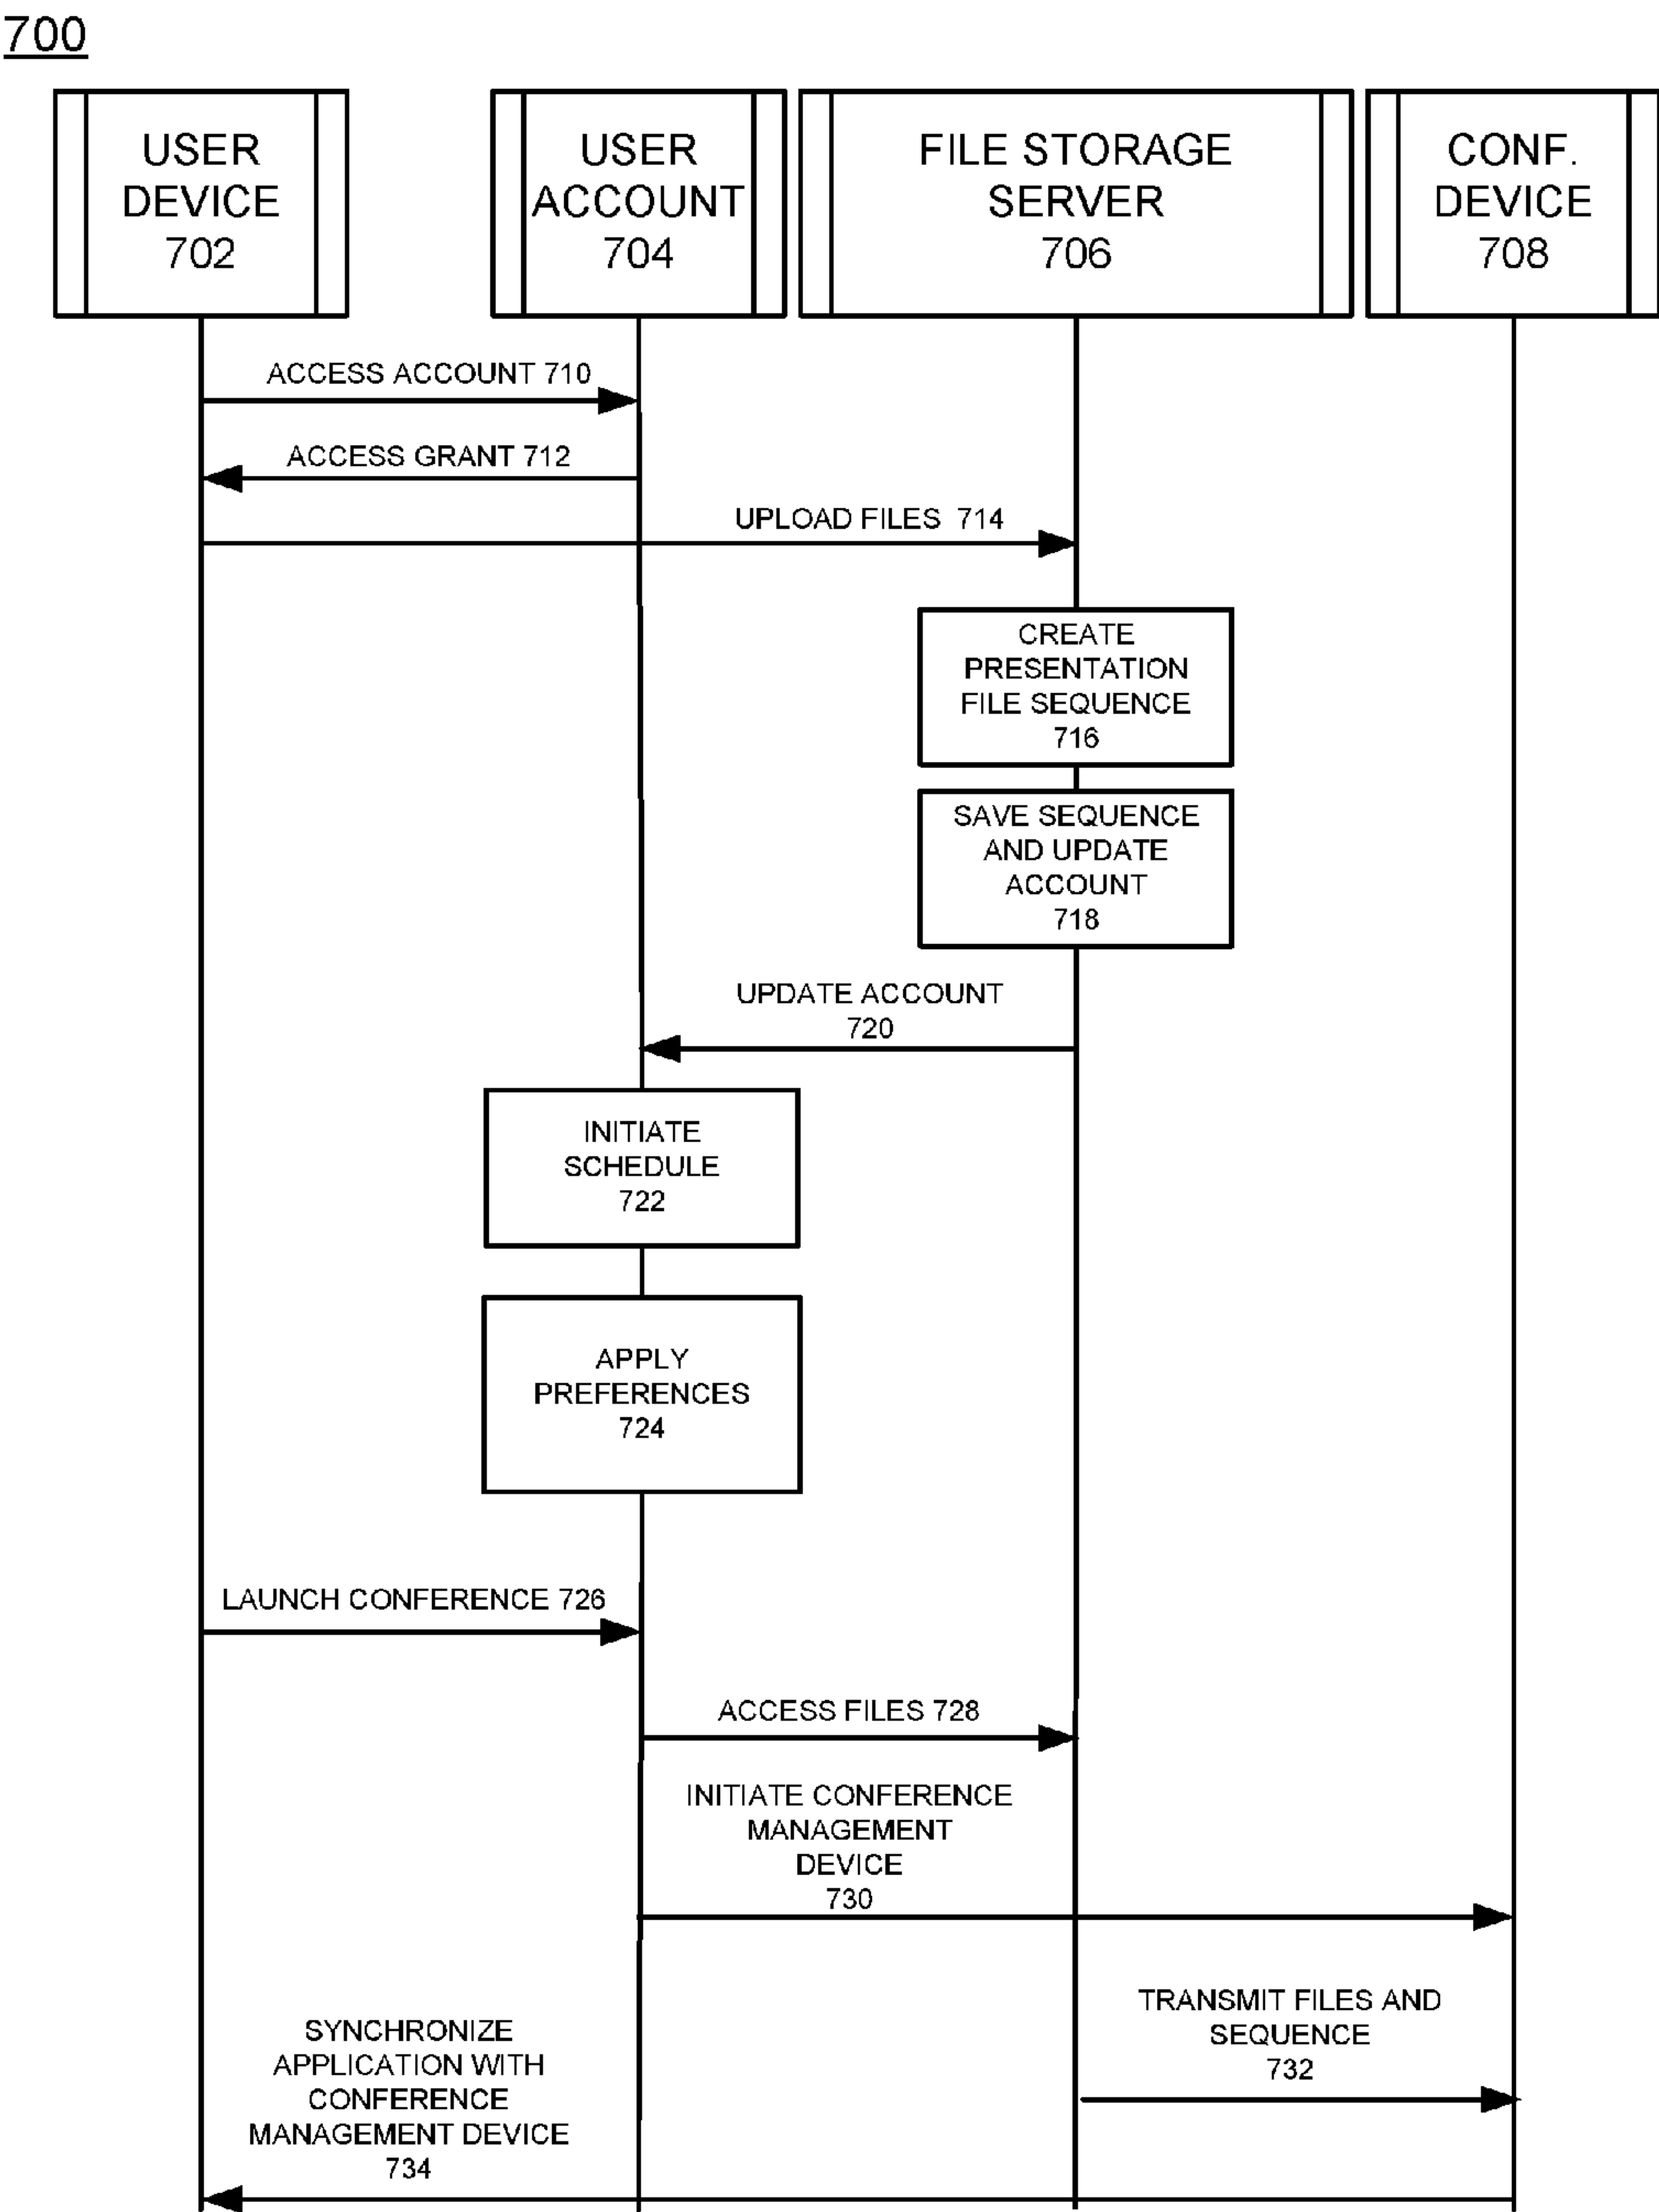 700
USER
DEVICE
702
USER
ACCOUNT
704
FILE STORAGE
SERVER
706
CONF.
DEVICE
708
ACCESS ACCOUNT 710
ACCESS GRANT 712
UPLOAD FILES 714
CREATE
PRESENTATION
FILE SEQUENCE
716
SAVE SEQUENCE
AND UPDATE
ACCOUNT
718
UPDATE ACCOUNT
720
INITIATE
SCHEDULE
722
APPLY
PREFERENCES
724
LAUNCH CONFERENCE 726
ACCESS FILES 728
INITIATE CONFERENCE
MANAGEMENT
DEVICE
730
TRANSMIT FILES AND
SEQUENCE
732
SYNCHRONIZE
APPLICATION WITH
CONFERENCE
MANAGEMENT DEVICE
734